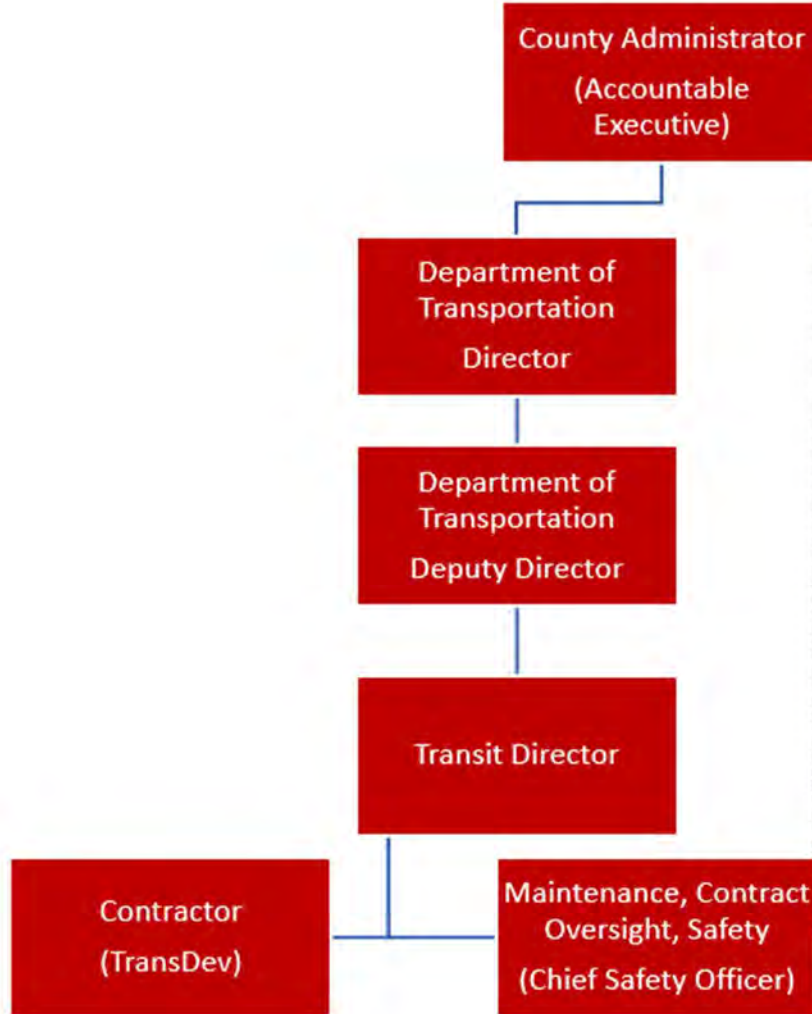 County Administrator
(Accountable
Executive)
Department of
Transportation
Director
Department of
Transportation
Deputy Director
Transit Director
Contractor
(TransDev)
Maintenance, Contract
Oversight, Safety
(Chief Safety Officer)